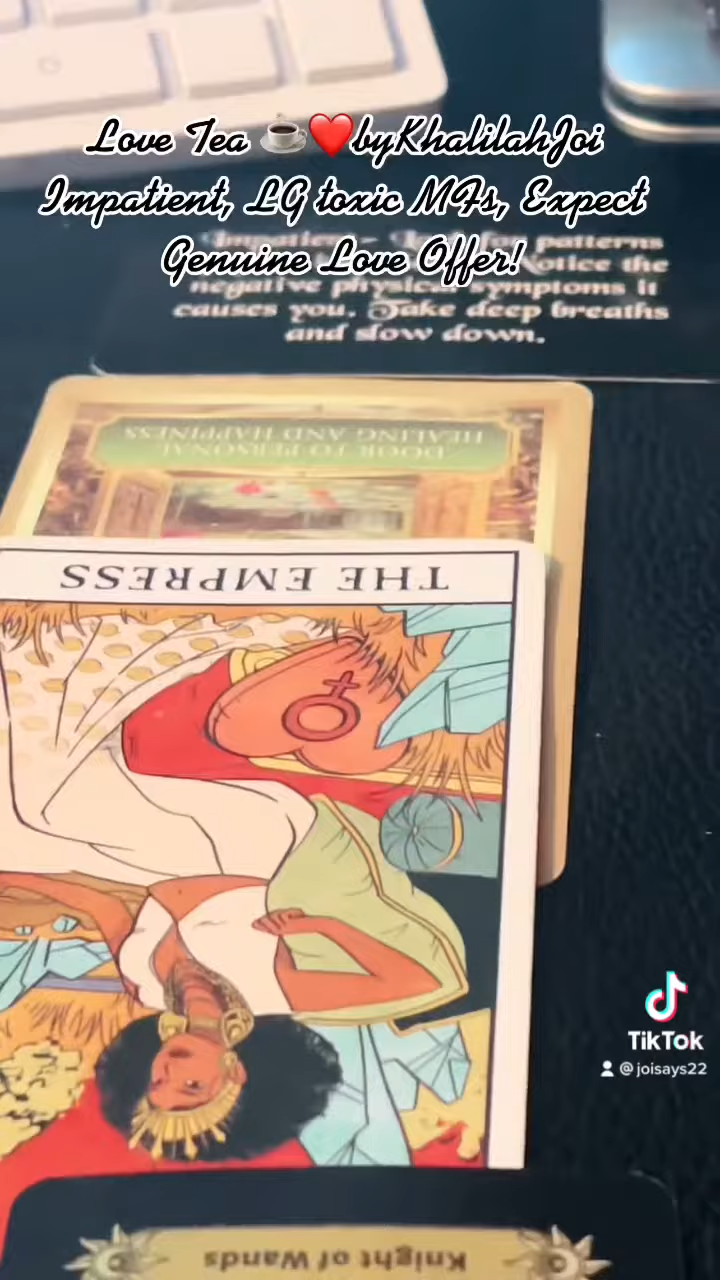 Love Tea ☕❤️byKhalilahJoi
Impatient, LG toxic MFs, Expect
Genuine Love Offer!
patterns
Notice the
negative physical symptoms it
causes you. Take deep breaths
and slow down.
DOOR TO PERSONAL
HEALING AND HAPPINESS
THE EMPRESS
TikTok
@joisays22
Knight of Wands